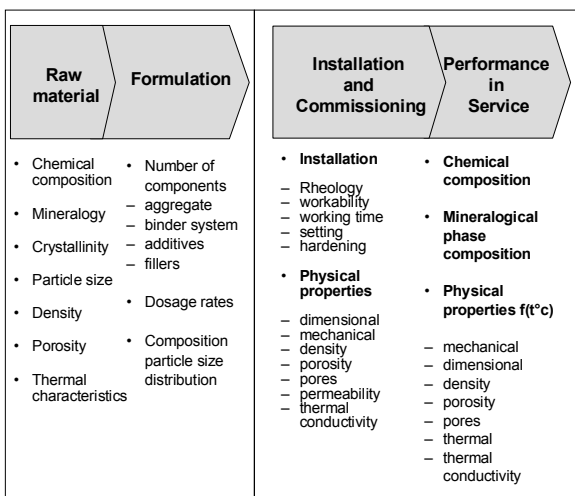 Raw
material
Formulation
• Chemical
composition
• Mineralogy
• Crystallinity
• Particle size
• Density
• Porosity
• Thermal
characteristics
• Number of
components
– aggregate
– binder system
– additives
– fillers
• Dosage rates
• Composition
particle size
distribution
Installation
and
Commissioning
Performance
in
Service
• Installation
– Rheology
– workability
– working time
– setting
– hardening
• Physical
properties
– dimensional
– mechanical
– density
– porosity
– pores
– permeability
– thermal
conductivity
• Chemical
composition
• Mineralogical
phase
composition
• Physical
properties f(t°c)
– mechanical
– dimensional
– density
– porosity
– pores
– thermal
– thermal
conductivity